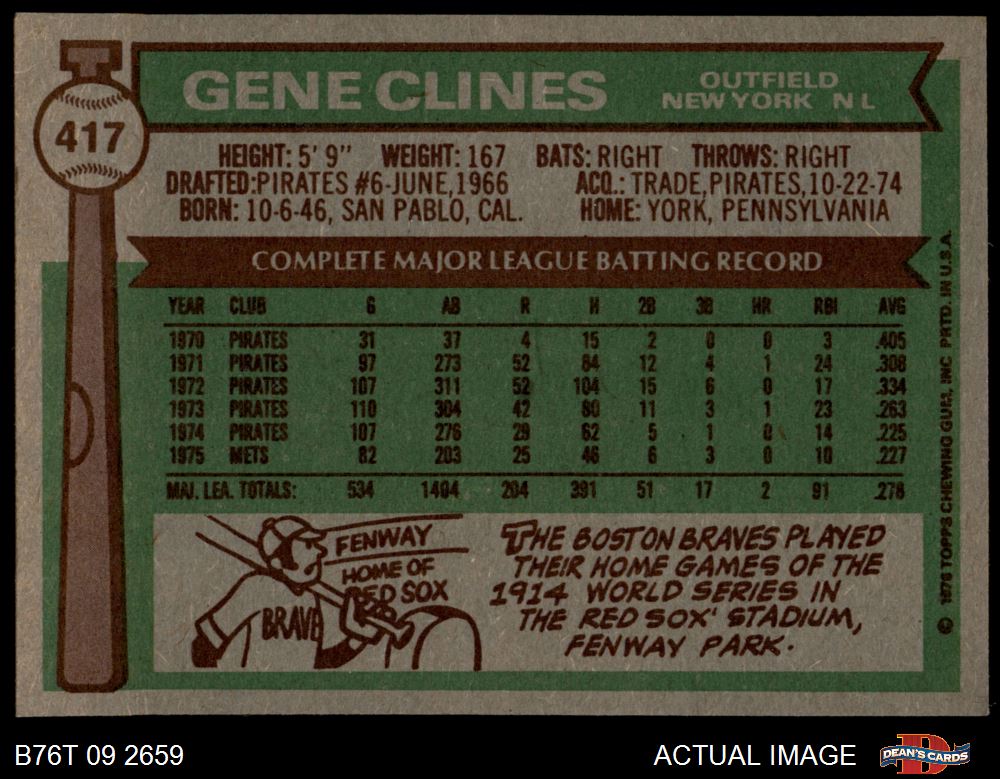 GENE CLINES
OUTFIELD
NEW YORK N L
417
HEIGHT: 5' 9" WEIGHT: 167 BATS: RIGHT THROWS: RIGHT
DRAFTED: PIRATES #6-JUNE, 1966 ACQ.: TRADE, PIRATES, 10-22-74
BORN: 10-6-46, SAN PABLO, CAL. HOME: YORK, PENNSYLVANIA
COMPLETE MAJOR LEAGUE BATTING RECORD
YEAR CLUB G AB R H 2B 3B HR RBI AVG
1970 PIRATES 31 37 4 15 2 0 0 3 .405
1971 PIRATES 97 273 52 84 12 4 1 24 .308
1972 PIRATES 107 311 52 104 15 6 0 17 .334
1973 PIRATES 110 304 42 80 11 3 1 23 .263
1974 PIRATES 107 276 29 62 5 1 0 14 .225
1975 METS 82 203 25 46 6 3 0 10 .227
MAJ. LEA. TOTALS: 534 1404 204 391 51 17 2 91 .278
FENWAY
HOME OF
RED SOX
BRAVE
THE BOSTON BRAVES PLAYED
THEIR HOME GAMES OF THE
1914 WORLD SERIES IN
THE RED SOX' STADIUM,
FENWAY PARK.
© 1976 TOPPS CHEWING GUM, INC. PRTD. IN U.S.A.
B76T 09 2659
ACTUAL IMAGE
DEAN'S CARDS